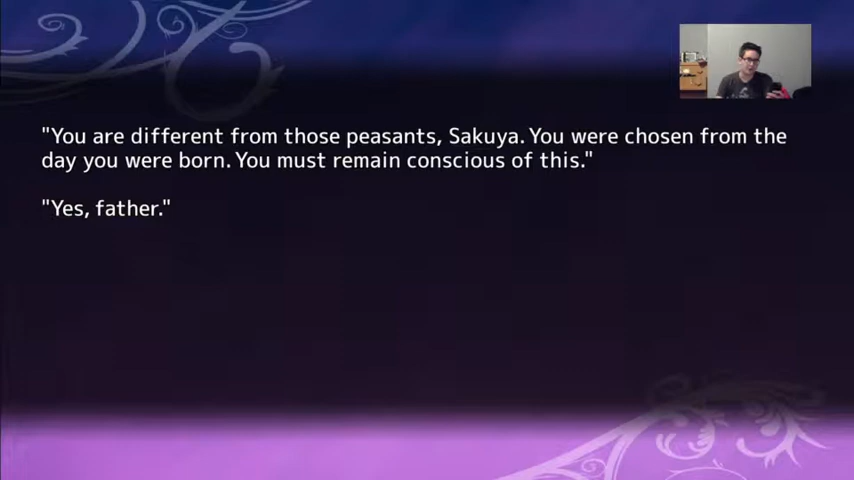 "You are different from those peasants, Sakuya. You were chosen from the
day you were born. You must remain conscious of this."
"Yes, father."